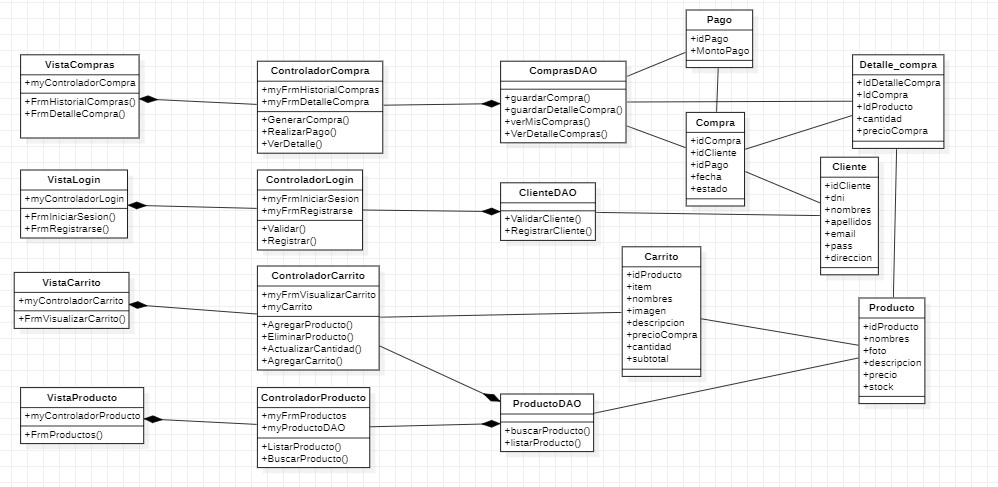 VistaCompras
+myControladorCompra
+FrmHistorialCompras()
+FrmDetalleCompra()
ControladorCompra
+myFrmHistorialCompras
+myFrmDetalleCompra
+GenerarCompra()
+RealizarPago()
+VerDetalle()
ComprasDAO
+guardarCompra()
+guardarDetalleCompra()
+verMisCompras()
+VerDetalleCompras()
Pago
+idPago
+MontoPago
Detalle_compra
+IdDetalleCompra
+IdCompra
+IdProducto
+cantidad
+precioCompra
Compra
+idCompra
+idCliente
+idPago
+fecha
+estado
VistaLogin
+myControladorLogin
+FrmIniciarSesion()
+FrmRegistrarse()
ControladorLogin
+myFrmIniciarSesion
+myFrmRegistrarse
+Validar()
+Registrar()
ClienteDAO
+ValidarCliente()
+RegistrarCliente()
Cliente
+idCliente
+dni
+nombres
+apellidos
+email
+pass
+direccion
VistaCarrito
+myControladorCarrito
+FrmVisualizarCarrito()
ControladorCarrito
+myFrmVisualizarCarrito
+myCarrito
+AgregarProducto()
+EliminarProducto()
+ActualizarCantidad()
+AgregarCarrito()
Carrito
+idProducto
+item
+nombres
+imagen
+descripcion
+precioCompra
+cantidad
+subtotal
Producto
+idProducto
+nombres
+foto
+descripcion
+precio
+stock
VistaProducto
+myControladorProducto
+FrmProductos()
ControladorProducto
+myFrmProductos
+myProductoDAO
+ListarProducto()
+BuscarProducto()
ProductoDAO
+buscarProducto()
+listarProducto()